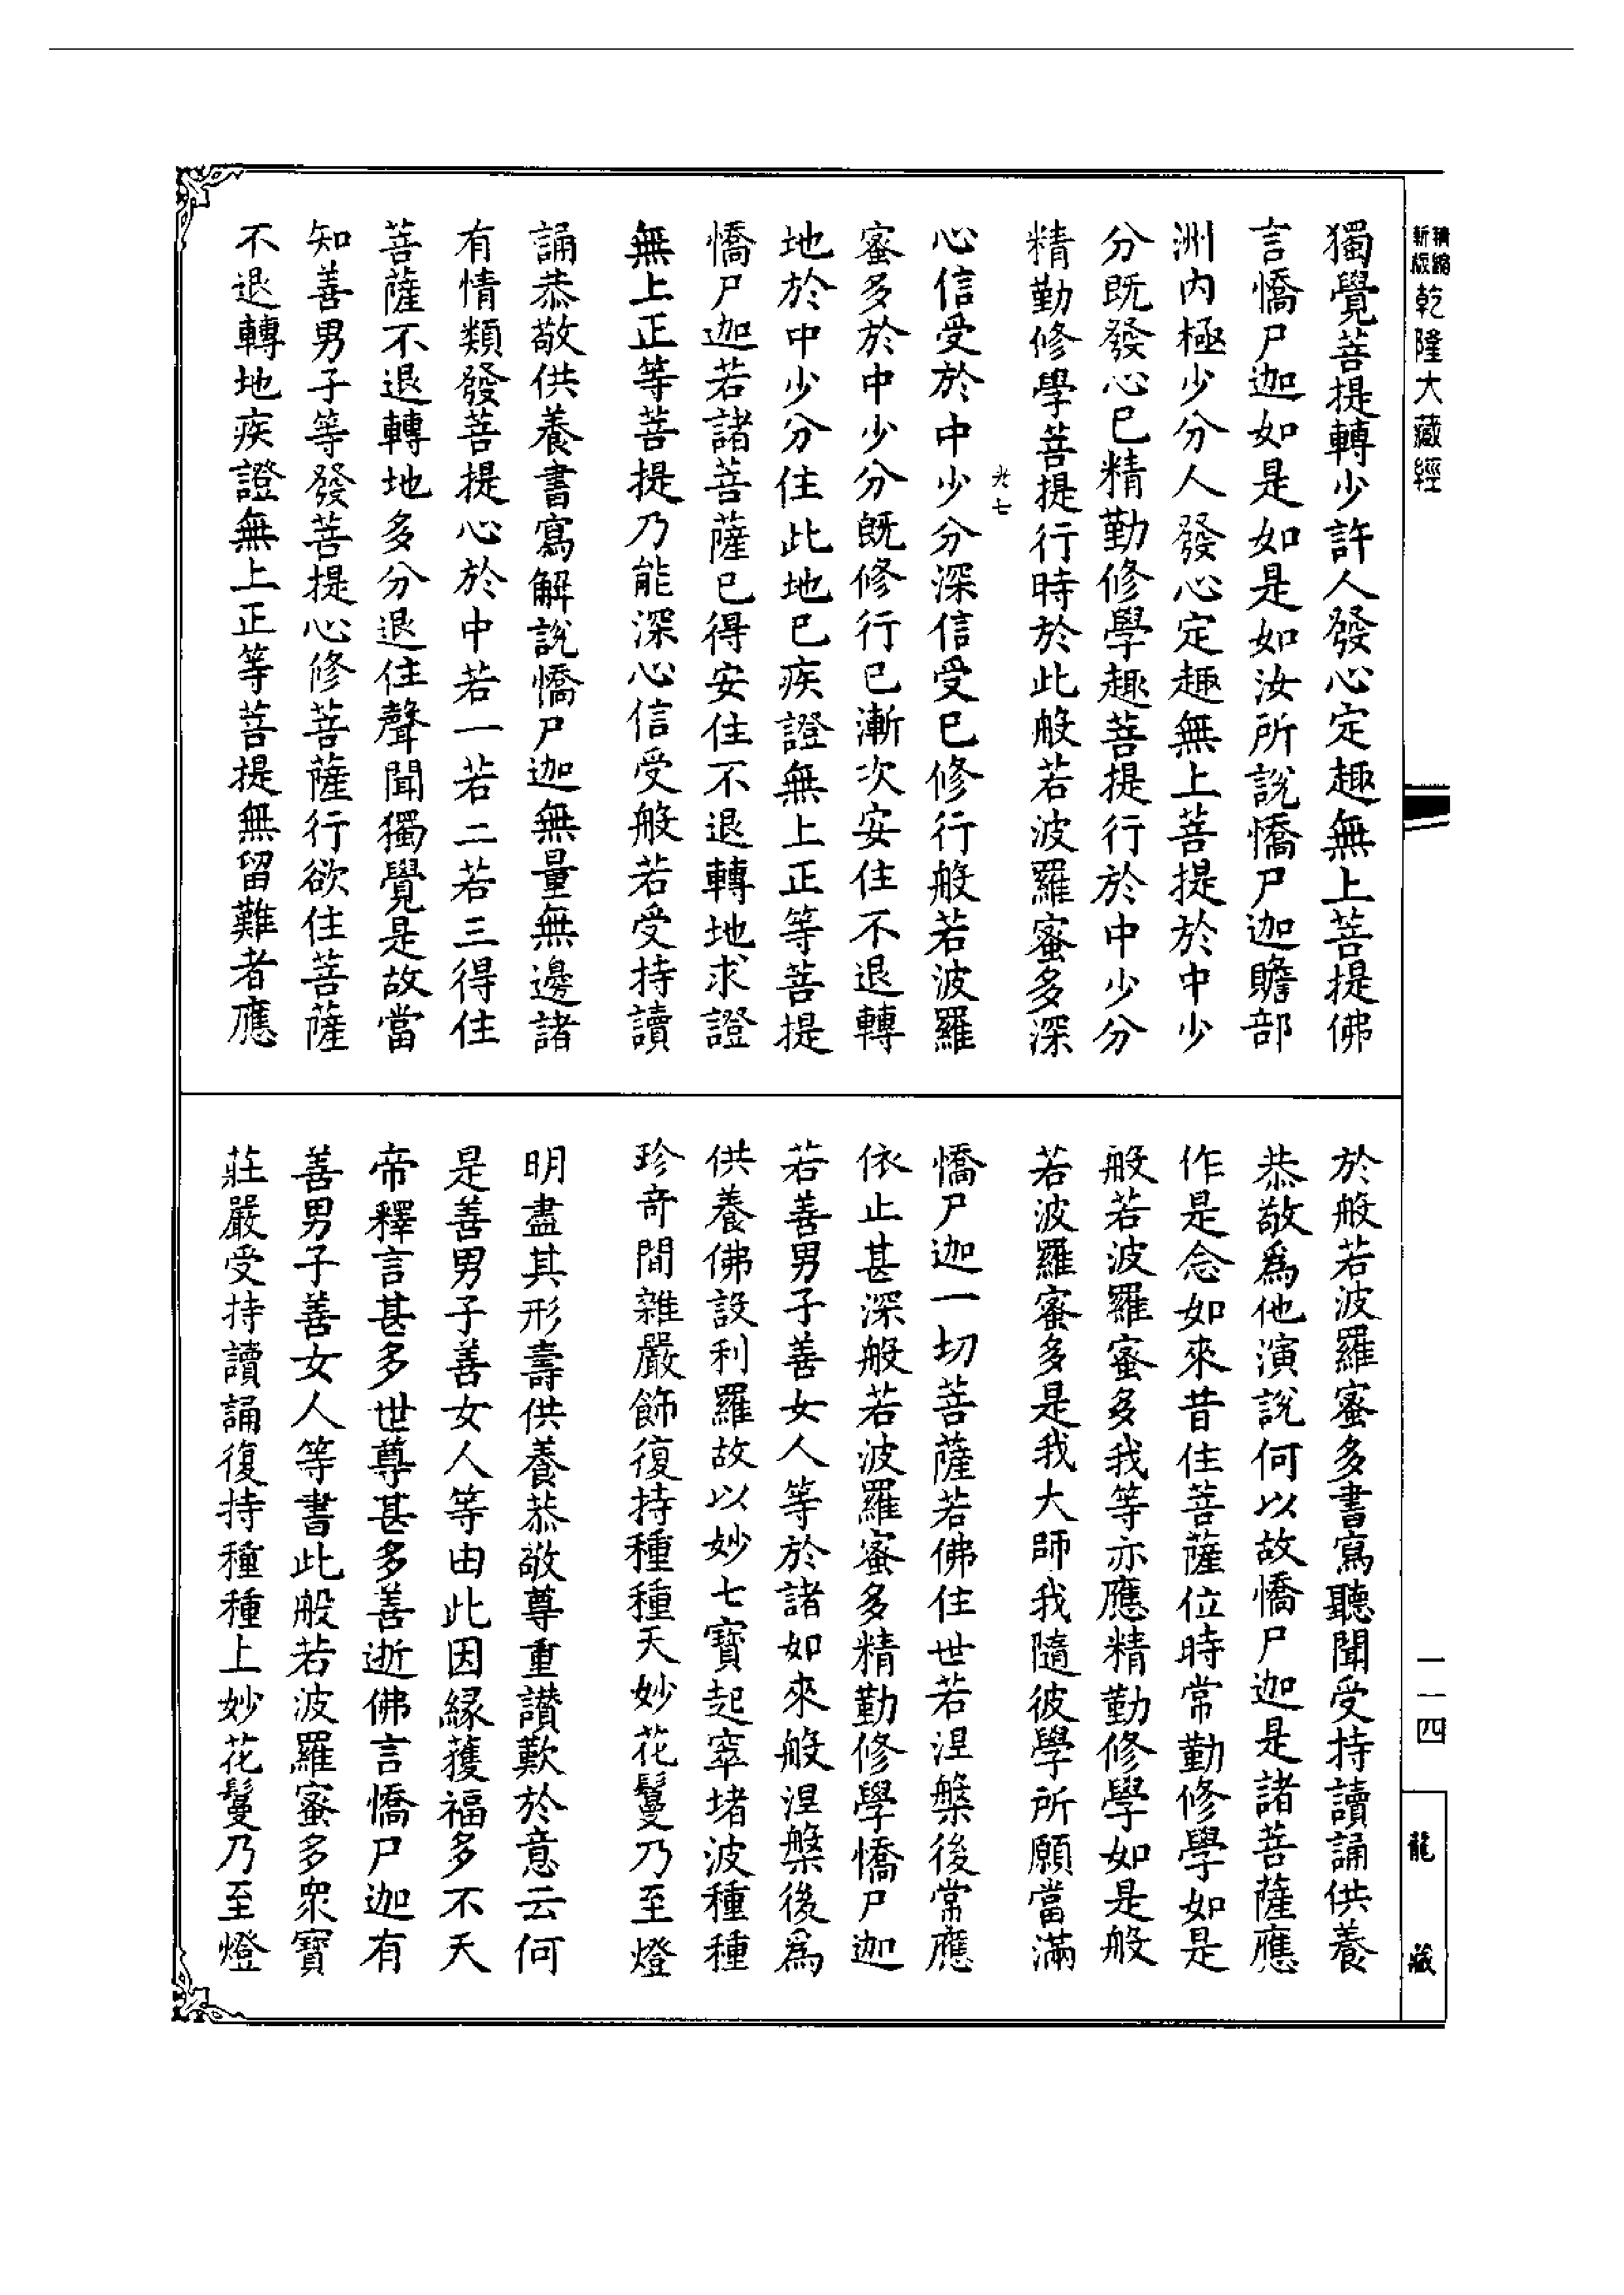 精縮新版乾隆大藏經
獨覺菩提轉少許人發心定趣無上菩提佛
言憍尸迦如是如是如汝所說憍尸迦贍部
洲內極少分人發心定趣無上菩提於中少
分既發心已精勤修學趣菩提行於中少分
精勤修學菩提行時於此般若波羅蜜多深
心信受於中少分深信受已修行般若波羅
蜜多於中少分既修行已漸次安住不退轉
地於中少分住此地已疾證無上正等菩提
憍尸迦若諸菩薩已得安住不退轉地求證
無上正等菩提乃能深心信受般若受持讀
誦恭敬供養書寫解說憍尸迦無量無邊諸
有情類發菩提心於中若一若二若三得住
菩薩不退轉地多分退住聲聞獨覺是故當
知善男子等發菩提心修菩薩行欲住菩薩
不退轉地疾證無上正等菩提無留難者應
於般若波羅蜜多書寫聽聞受持讀誦供養
恭敬爲他演說何以故憍尸迦是諸菩薩應
作是念如來昔住菩薩位時常勤修學如是
般若波羅蜜多我等亦應精勤修學如是般
若波羅蜜多是我大師我隨彼學所願當滿
憍尸迦一切菩薩若佛住世若涅槃後常應
依止甚深般若波羅蜜多精勤修學憍尸迦
若善男子善女人等於諸如來般涅槃後爲
供養佛設利羅故以妙七寶起窣堵波種種
珍奇間雜嚴飾復持種種天妙花鬘乃至燈
明盡其形壽供養恭敬尊重讃歎於意云何
是善男子善女人等由此因緣獲福多不天
帝釋言甚多世尊甚多善逝佛言憍尸迦有
善男子善女人等書此般若波羅蜜多衆寶
莊嚴受持讀誦復持種種上妙花鬘乃至燈
一一四
龍藏